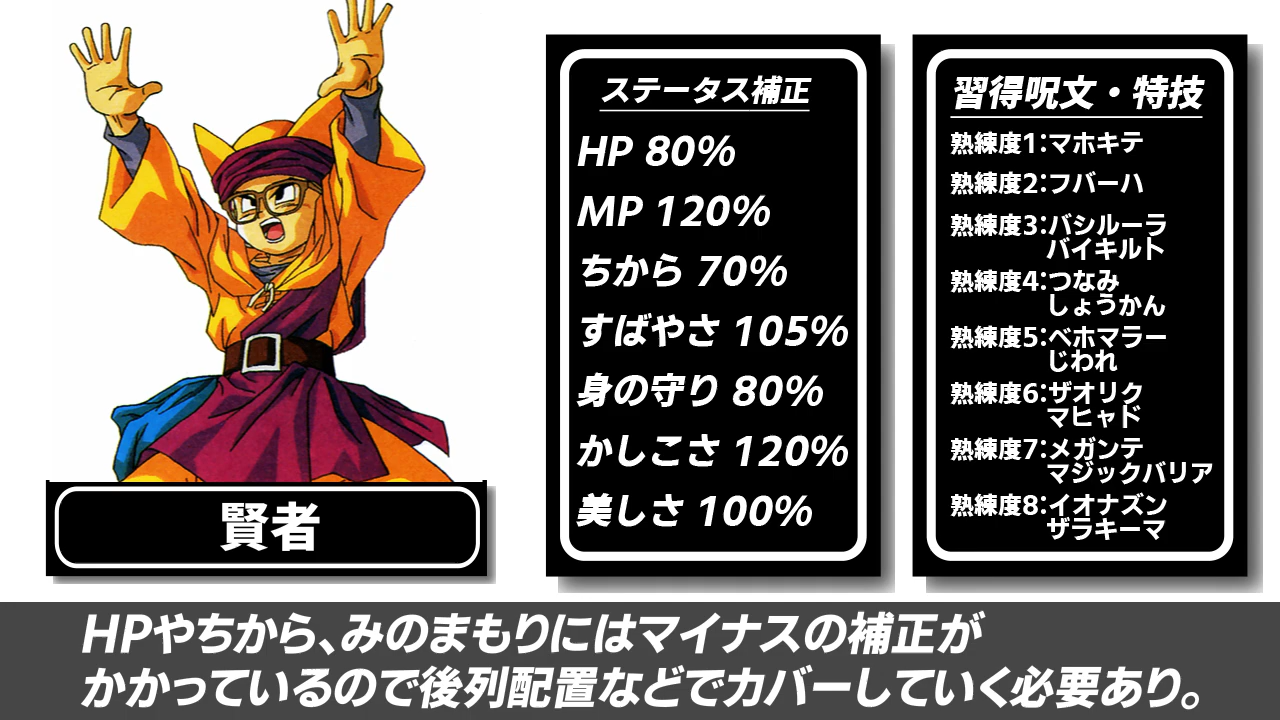 賢者
ステータス補正
HP 80%
MP 120%
ちから 70%
すばやさ 105%
身の守り 80%
かしこさ 120%
美しさ 100%
習得呪文・特技
熟練度1:マホキテ
熟練度2:フバーハ
熟練度3:バシルーラ
バイキルト
熟練度4:つなみ
しょうかん
熟練度5:ベホマラー
じわれ
熟練度6:ザオリク
マヒャド
熟練度7:メガンテ
マジックバリア
熟練度8:イオナズン
ザラキーマ
HPやちから、みのまもりにはマイナスの補正が
かかっているので後列配置などでカバーしていく必要あり。